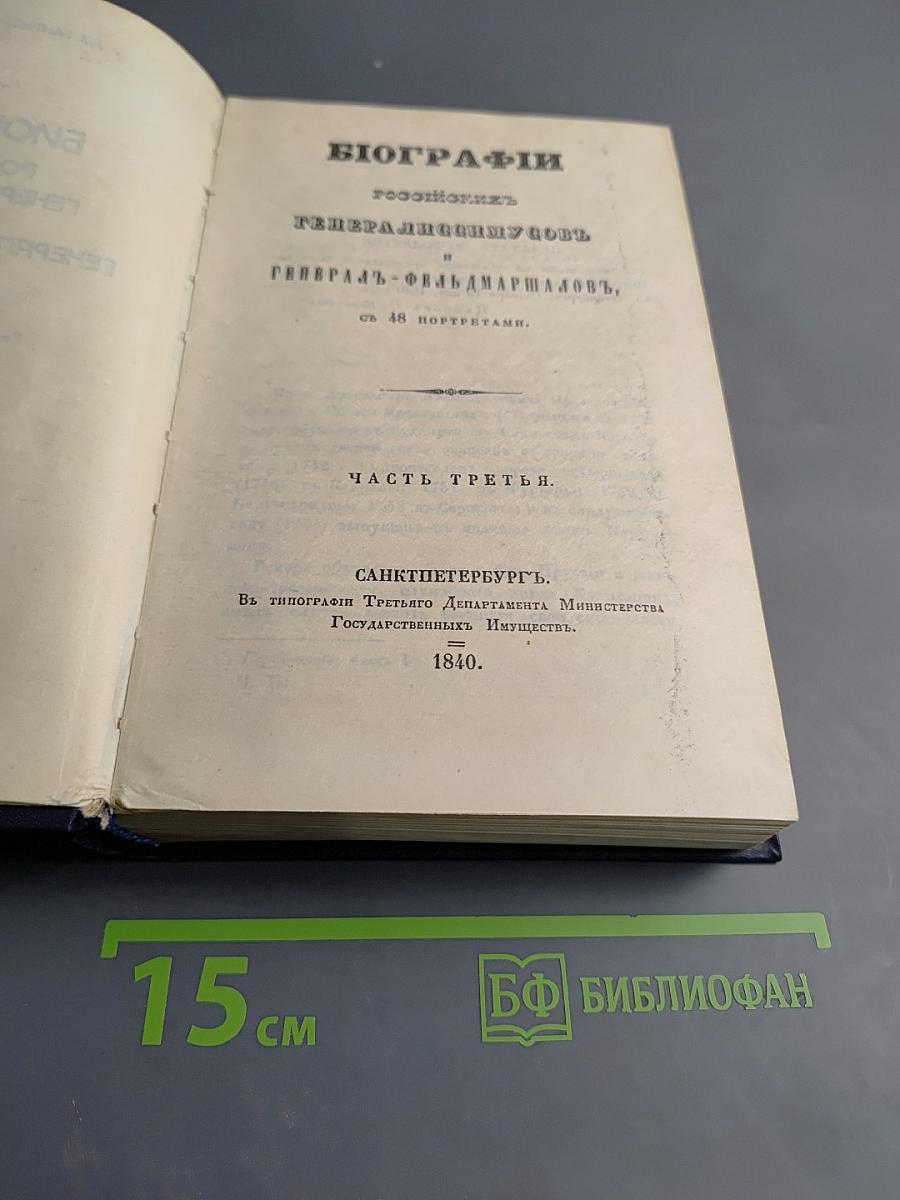 БІОГРАФІИ
РОССІЙСКИХЪ
ГЕНЕРАЛИССИМУСОВЪ
И
ГЕНЕРАЛЪ-ФЕЛЬДМАРШАЛОВЪ,
СЪ 48 ПОРТРЕТАМИ.
ЧАСТЬ ТРЕТЬЯ.
САНКТПЕТЕРБУРГЪ.
Въ типографіи Третьяго Департамента Министерства
Государственныхъ Имуществъ.
1840.
15 см
БФ БИБЛИОФАН